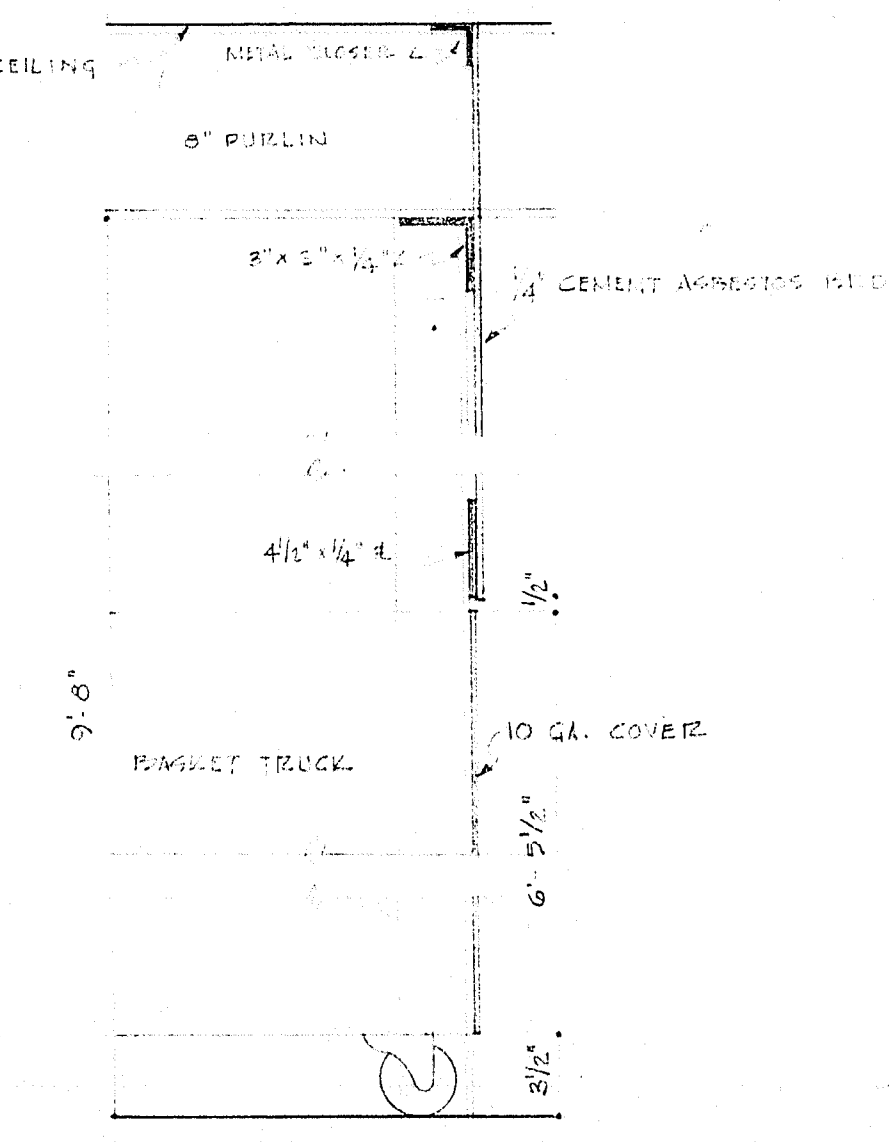 CEILING
METAL CLOSER L
8" PURLIN
3" x 3" x 1/4" L
1/4" CEMENT ASBESTOS
4 1/2" x 1/4" PL
1/2"
9'-8"
10 GA. COVER
BASKET TRUCK
6'-5 1/2"
3 1/2"